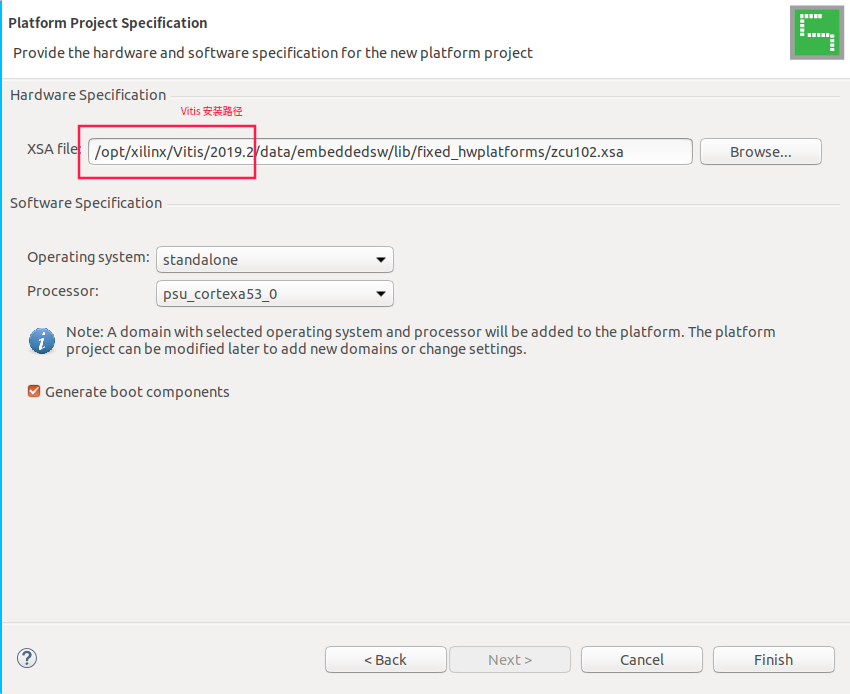 Platform Project Specification
Provide the hardware and software specification for the new platform project
Hardware Specification
Vitis 安装路径
XSA file: /opt/xilinx/Vitis/2019.2/data/embeddedsw/lib/fixed_hwplatforms/zcu102.xsa Browse...
Software Specification
Operating system: standalone
Processor: psu_cortexa53_0
Note: A domain with selected operating system and processor will be added to the platform. The platform
project can be modified later to add new domains or change settings.
Generate boot components
< Back Next > Cancel Finish